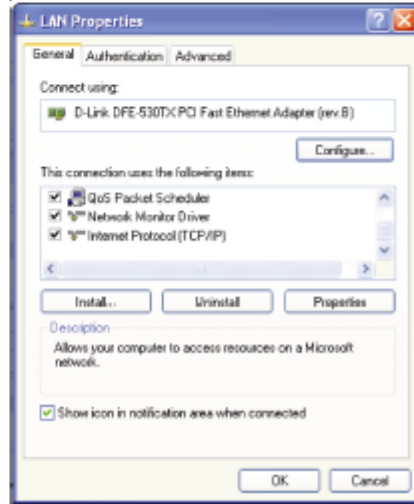 LAN Properties
General Authentication Advanced
Connect using:
D-Link DFE-530TX PCI Fast Ethernet Adapter (rev.B)
Configure...
This connection uses the following items:
QoS Packet Scheduler
Network Monitor Driver
Internet Protocol (TCP/IP)
Install... Uninstall Properties
Description
Allows your computer to access resources on a Microsoft
network.
Show icon in notification area when connected
OK Cancel